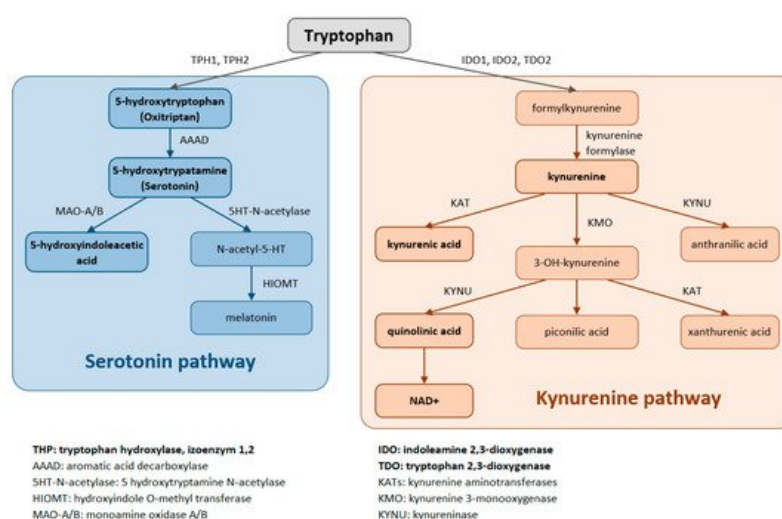 Tryptophan
TPH1, TPH2
IDO1, IDO2, TDO2
5-hydroxytryptophan
(Oxitriptan)
AAAD
5-hydroxytrypatamine
(Serotonin)
MAO-A/B
5HT-N-acetylase
5-hydroxyindoleacetic
acid
N-acetyl-5-HT
HIOMT
melatonin
Serotonin pathway
formylkynurenine
kynurenine
formylase
kynurenine
KAT
KMO
KYNU
kynurenic acid
3-OH-kynurenine
anthranilic acid
KYNU
KAT
quinolinic acid
piconilic acid
xanthurenic acid
NAD+
Kynurenine pathway
THP: tryptophan hydroxylase, izoenzym 1,2
AAAD: aromatic acid decarboxylase
5HT-N-acetylase: 5 hydroxytryptamine N-acetylase
HIOMT: hydroxyindole O-methyl transferase
MAO-A/B: monoamine oxidase A/B
IDO: indoleamine 2,3-dioxygenase
TDO: tryptophan 2,3-dioxygenase
KATs: kynurenine aminotransferases
KMO: kynurenine 3-monooxygenase
KYNU: kynureninase